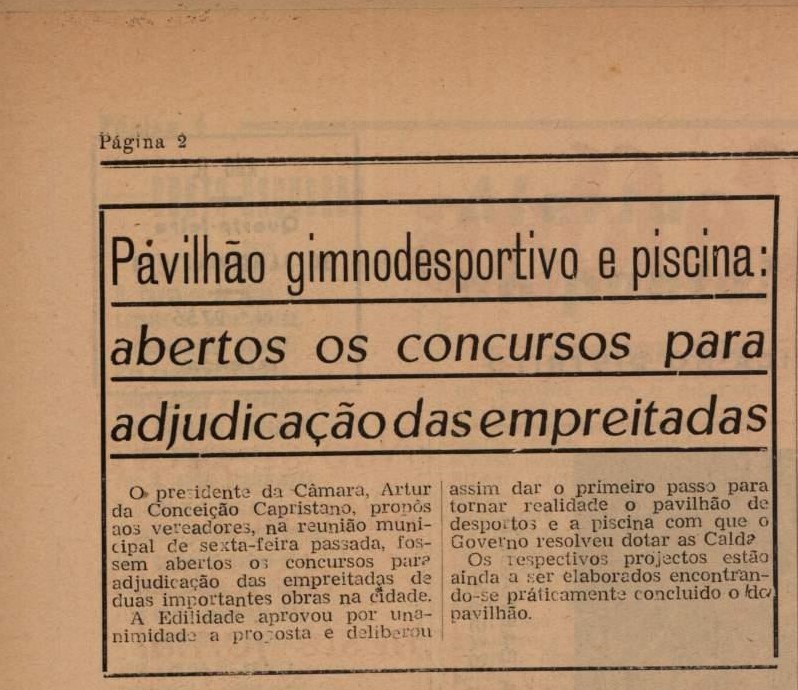 Página 2
Pavilhão gimnodesportivo e piscina:
abertos os concursos para
adjudicação das empreitadas
O presidente da Câmara, Artur
da Conceição Capristano, propôs
aos vereadores, na reunião muni-
cipal de sexta-feira passada, fos-
sem abertos os concursos para
adjudicação das empreitadas de
duas importantes obras na cidade.
A Edilidade aprovou por una-
nimidade a proposta e deliberou
assim dar o primeiro passo para
tornar realidade o pavilhão de
desportos e a piscina com que o
Governo resolveu dotar as Caldas
Os respectivos projectos estão
ainda a ser elaborados encontran-
do-se práticamente concluido o do
pavilhão.